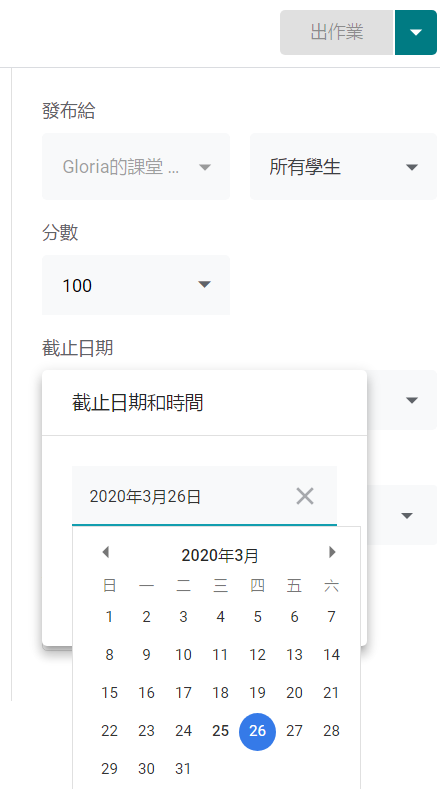 出作業
發布給
Gloria的課堂 ...
所有學生
分數
100
截止日期
截止日期和時間
2020年3月26日
2020年3月
日 一 二 三 四 五 六
1 2 3 4 5 6 7
8 9 10 11 12 13 14
15 16 17 18 19 20 21
22 23 24 25 26 27 28
29 30 31